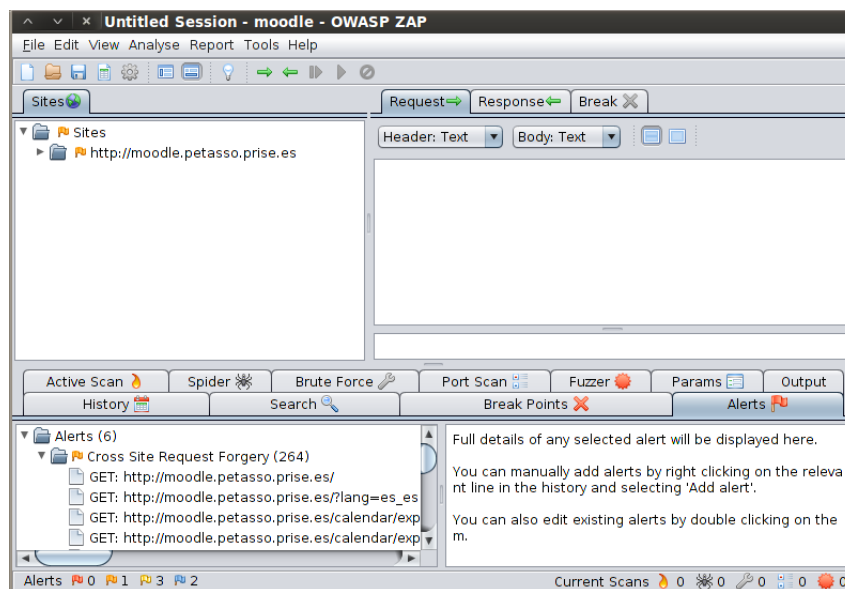 Untitled Session - moodle - OWASP ZAP
File Edit View Analyse Report Tools Help
Sites
Request Response Break
Sites
Header: Text Body: Text
http://moodle.petasso.prise.es
Active Scan Spider Brute Force Port Scan Fuzzer Params Output
History Search Break Points Alerts
Alerts (6)
Cross Site Request Forgery (264)
GET: http://moodle.petasso.prise.es/
GET: http://moodle.petasso.prise.es/?lang=es_es
GET: http://moodle.petasso.prise.es/calendar/exp
GET: http://moodle.petasso.prise.es/calendar/exp
Full details of any selected alert will be displayed here.
You can manually add alerts by right clicking on the releva
nt line in the history and selecting 'Add alert'.
You can also edit existing alerts by double clicking on the
m.
Alerts 0 1 3 2 Current Scans 0 0 0 0 0